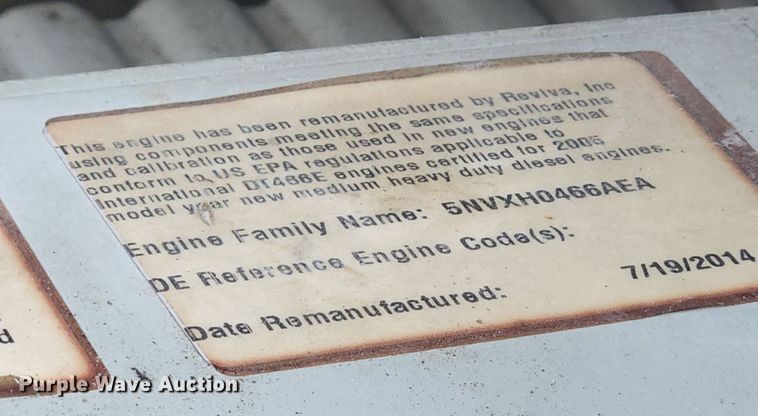 This engine has been remanufactured by Reviva, Inc
using components meeting the same specifications
and calibration as those used in new engines that
conform to US EPA regulations applicable to
International DT466E engines certified for 2005
model year new medium heavy duty diesel engines.
Engine Family Name: 5NVXH0466AEA
DE Reference Engine Code(s):
Date Remanufactured: 7/19/2014
d
Purple Wave Auction